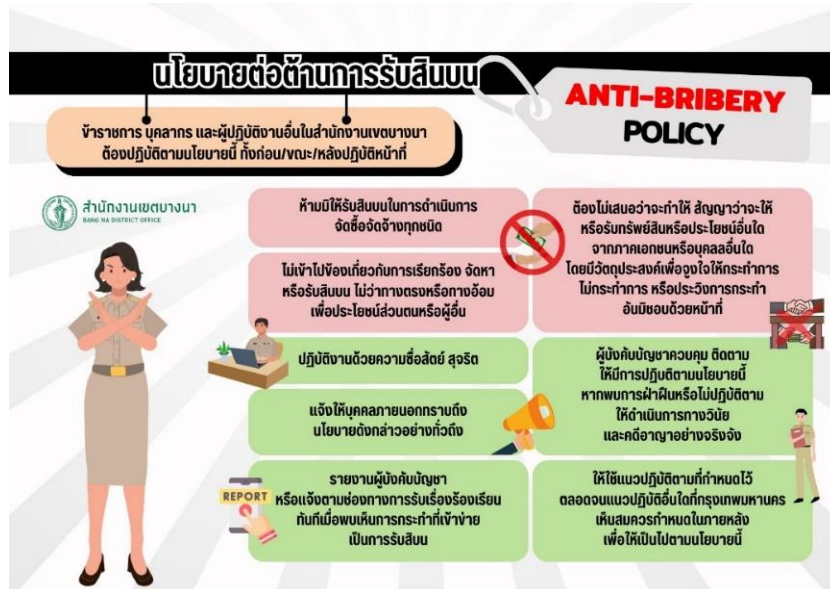 นโยบายต่อต้านการรับสินบน
ANTI-BRIBERY
POLICY
ข้าราชการ บุคลากร และผู้ปฏิบัติงานอื่นในสำนักงานเขตบางนา
ต้องปฏิบัติตามนโยบายนี้ ทั้งก่อน/ขณะ/หลังปฏิบัติหน้าที่
สำนักงานเขตบางนา
BANG NA DISTRICT OFFICE
ห้ามมิให้รับสินบนในการดำเนินการ
จัดซื้อจัดจ้างทุกชนิด
ไม่เข้าไปข้องเกี่ยวกับการเรียกร้อง จัดหา
หรือรับสินบน ไม่ว่าทางตรงหรือทางอ้อม
เพื่อประโยชน์ส่วนตนหรือผู้อื่น
ปฏิบัติงานด้วยความซื่อสัตย์ สุจริต
แจ้งให้บุคคลภายนอกทราบถึง
นโยบายดังกล่าวอย่างทั่วถึง
REPORT
รายงานผู้บังคับบัญชา
หรือแจ้งตามช่องทางการรับเรื่องร้องเรียน
ทันทีเมื่อพบเห็นการกระทำที่เข้าข่าย
เป็นการรับสีบน
ต้องไม่เสนอว่าจะทำให้ สัญญาว่าจะให้
หรือรับทรัพย์สินหรือประโยชน์อื่นใด
จากภาคเอกชนหรือบุคลอื่นใด
โดยมีวัตถุประสงค์เพื่อจูงใจให้กระทำการ
ไม่กระทำการ หรือประวิงการกระทำ
อันมิชอบด้วยหน้าที่
ผู้บังคับบัญชาควบคุม ติดตาม
ให้มีการปฏิบติตามนโยบายนี้
หากพบการฝ่าฝืนหรือไม่ปฏิบัติตาม
ให้ดำเนินการทางวินัย
และคดีอาญาอย่างจริงจัง
ให้ใช้แนวปฏิบัติตามที่กำหนดไว้
ตลอดจนแนวปฏิบัติอื่นใดที่กรุงเทพมหานคร
เห็นสมควรกำหนดในภายหลัง
เพื่อให้เป็นไปตามนโยบายนี้